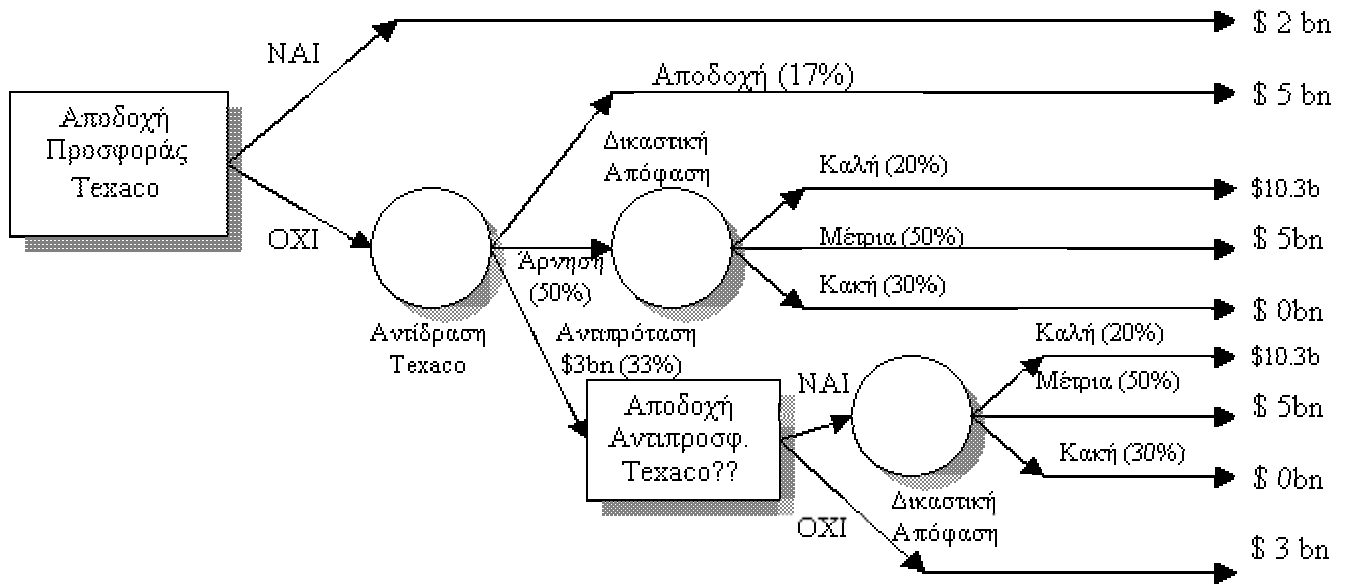 ΝΑΙ
$ 2 bn
Αποδοχή (17%)
$ 5 bn
Αποδοχή
Προσφοράς
Texaco
Δικαστική
Απόφαση
Καλή (20%)
$10.3b
ΟΧΙ
Μέτρια (50%)
$ 5bn
Άρνηση
(50%)
Κακή (30%)
$ 0bn
Αντίδραση
Texaco
Αντιπρόταση
$3bn (33%)
Καλή (20%)
$10.3b
ΝΑΙ
Μέτρια (50%)
$ 5bn
Αποδοχή
Αντιπροσφ.
Texaco??
Κακή (30%)
$ 0bn
Δικαστική
Απόφαση
ΟΧΙ
$ 3 bn